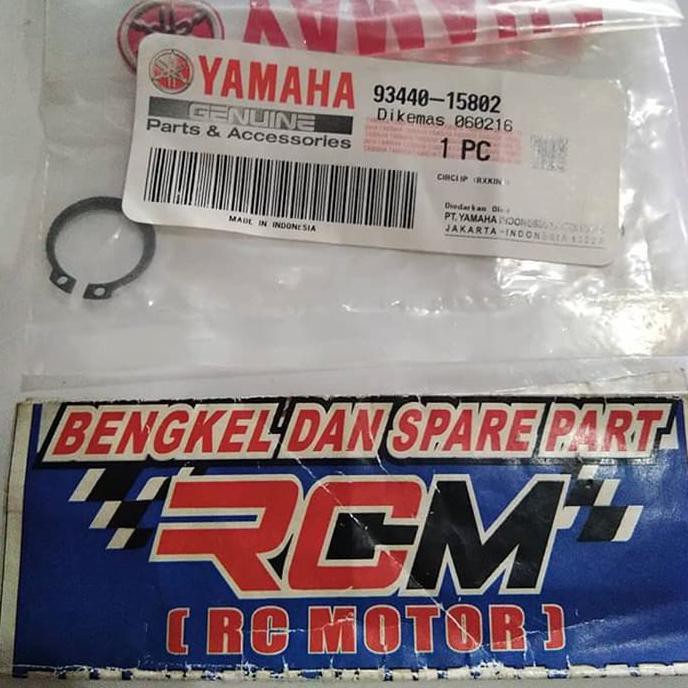 YAMAHA
YAMAHA
GENUINE
Parts & Accessories
93440-15802
Dikemas 060216
1 PC
CIRCLIP (RXKING)
MADE IN INDONESIA
Diedarkan Oleh
PT. YAMAHA
JAKARTA-INDONESIA
BENGKEL DAN SPARE PART
RCM
( RC MOTOR )